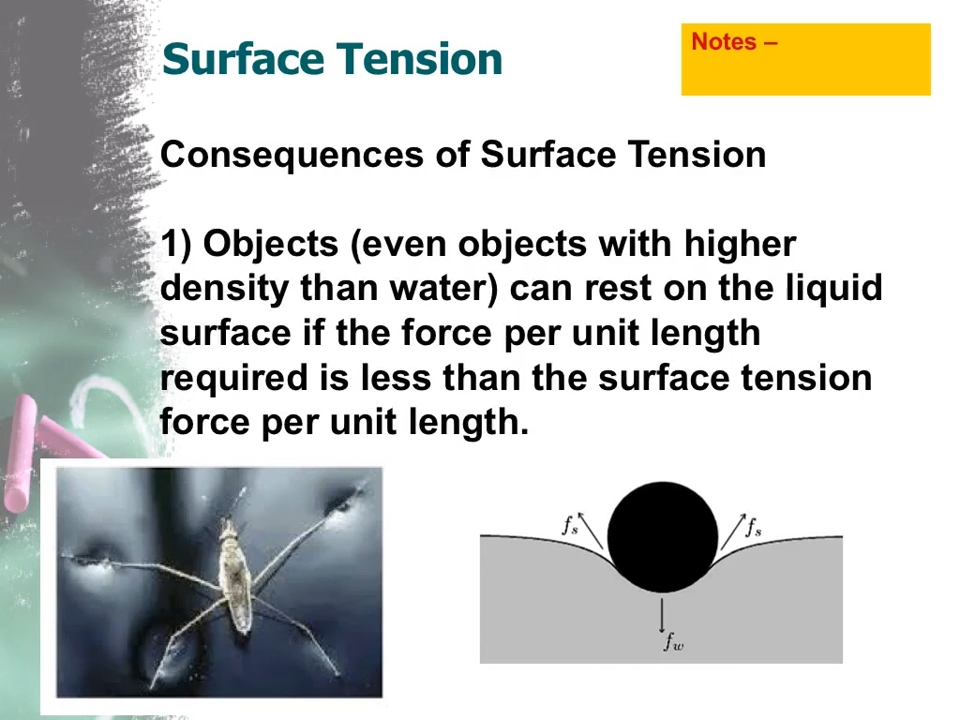 Surface Tension
Notes –
Consequences of Surface Tension
1) Objects (even objects with higher
density than water) can rest on the liquid
surface if the force per unit length
required is less than the surface tension
force per unit length.
fs
fs
fw